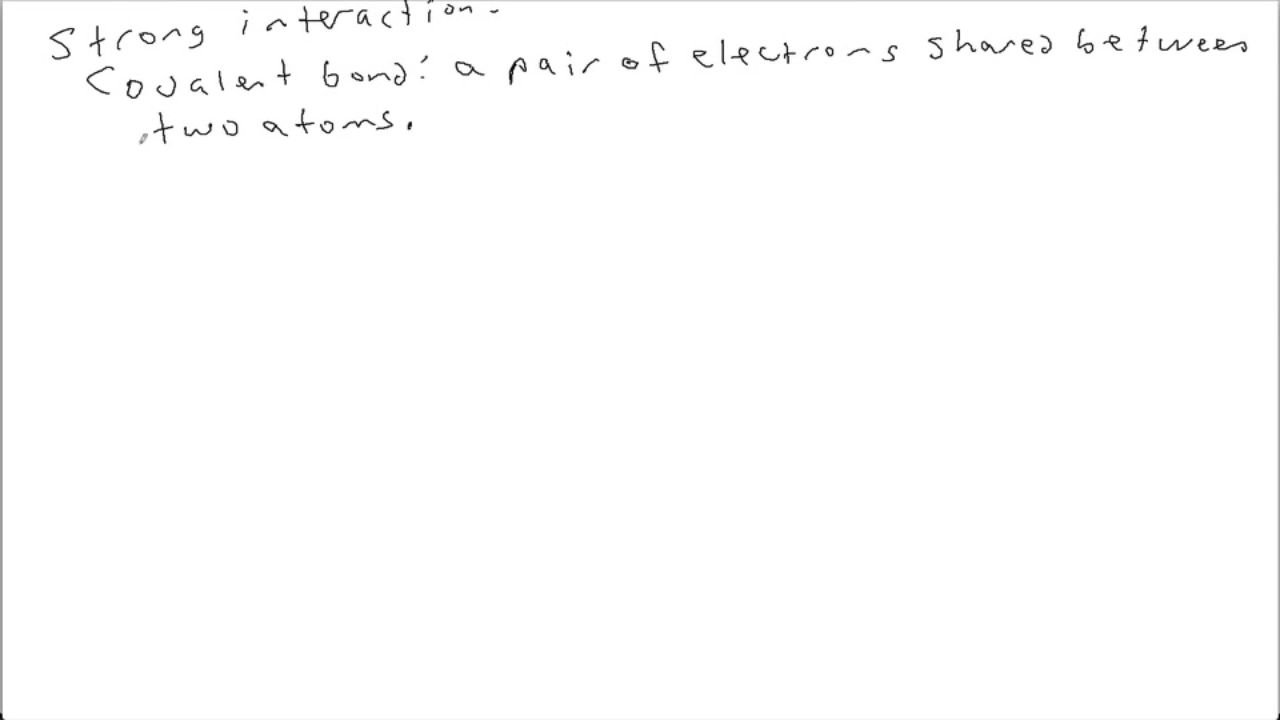 Strong interaction.
Covalent bond: a pair of electrons shared between
two atoms.